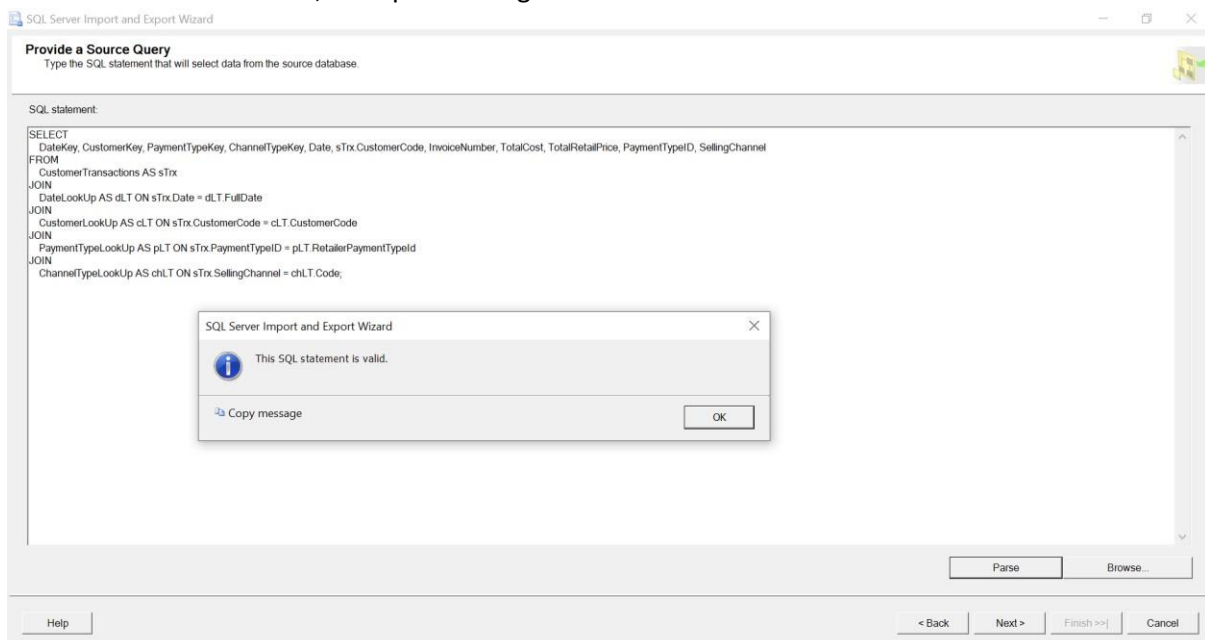 SQL Server Import and Export Wizard
Provide a Source Query
Type the SQL statement that will select data from the source database.
SQL statement:
SELECT
DateKey, CustomerKey, PaymentTypeKey, ChannelTypeKey, Date, sTrx.CustomerCode, InvoiceNumber, TotalCost, TotalRetailPrice, PaymentTypeID, SellingChannel
FROM
CustomerTransactions AS sTrx
JOIN
DateLookUp AS dLT ON sTrx.Date = dLT.FullDate
JOIN
CustomerLookUp AS cLT ON sTrx.CustomerCode = cLT.CustomerCode
JOIN
PaymentTypeLookUp AS pLT ON sTrx.PaymentTypeID = pLT.RetailerPaymentTypeId
JOIN
ChannelTypeLookUp AS chLT ON sTrx.SellingChannel = chLT.Code;
SQL Server Import and Export Wizard
This SQL statement is valid.
Copy message
OK
Parse
Browse...
Help
< Back
Next >
Finish >>|
Cancel